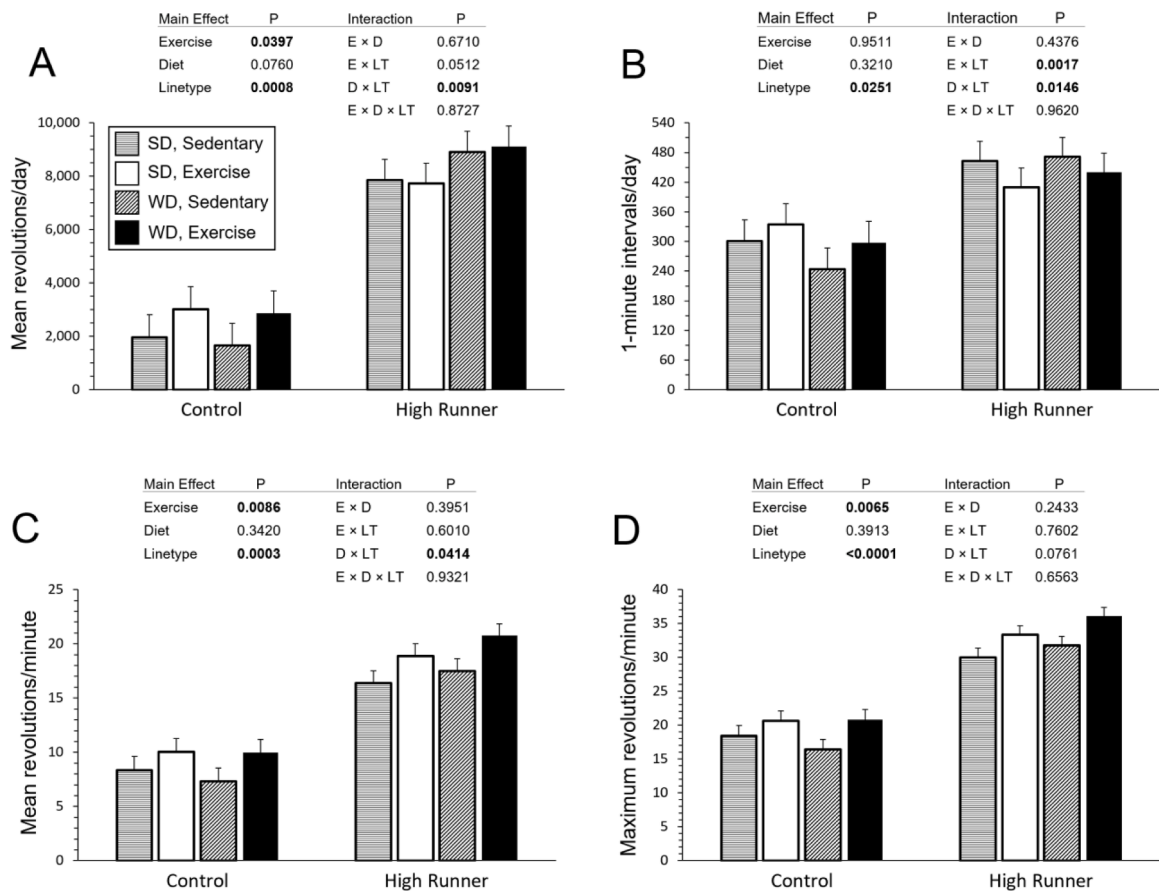 Main Effect P Interaction P
Exercise 0.0397 E × D 0.6710
Diet 0.0760 E × LT 0.0512
Linetype 0.0008 D × LT 0.0091
E × D × LT 0.8727
A
10,000
8,000
6,000
4,000
2,000
0
Mean revolutions/day
SD, Sedentary
SD, Exercise
WD, Sedentary
WD, Exercise
Control High Runner
Main Effect P Interaction P
Exercise 0.9511 E × D 0.4376
Diet 0.3210 E × LT 0.0017
Linetype 0.0251 D × LT 0.0146
E × D × LT 0.9620
B
540
480
420
360
300
240
180
120
60
0
1-minute intervals/day
Control High Runner
Main Effect P Interaction P
Exercise 0.0086 E × D 0.3951
Diet 0.3420 E × LT 0.6010
Linetype 0.0003 D × LT 0.0414
E × D × LT 0.9321
C
25
20
15
10
5
0
Mean revolutions/minute
Control High Runner
Main Effect P Interaction P
Exercise 0.0065 E × D 0.2433
Diet 0.3913 E × LT 0.7602
Linetype <0.0001 D × LT 0.0761
E × D × LT 0.6563
D
40
35
30
25
20
15
10
5
0
Maximum revolutions/minute
Control High Runner